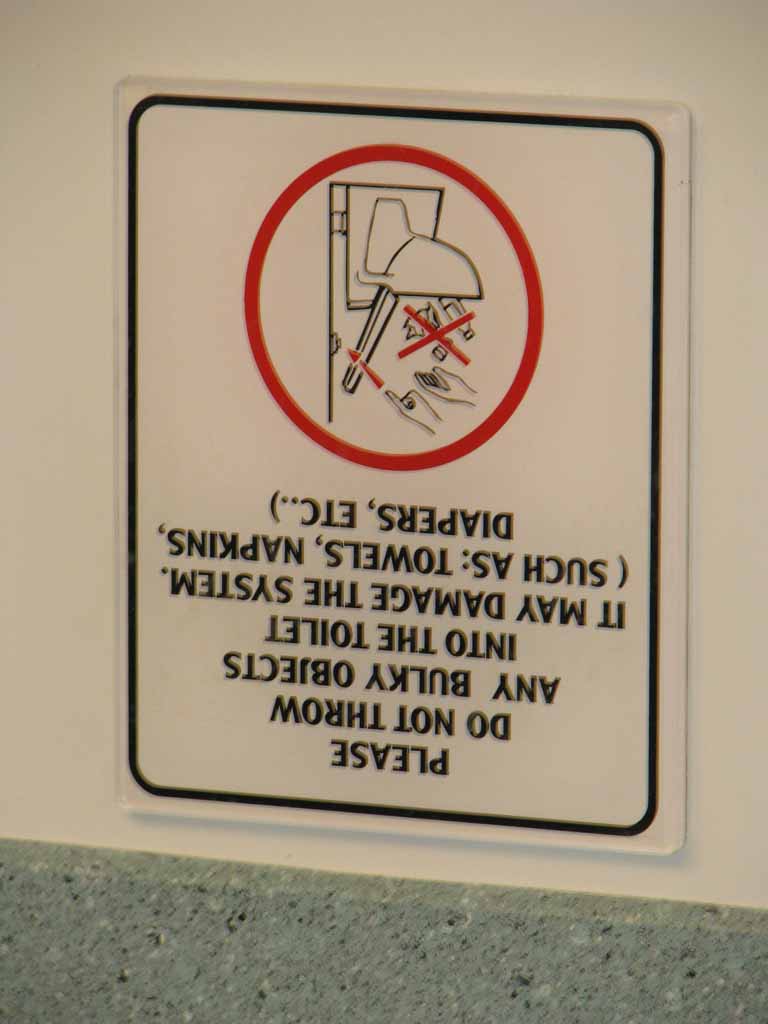 PLEASE
DO NOT THROW
ANY BULKY OBJECTS
INTO THE TOILET
IT MAY DAMAGE THE SYSTEM.
( SUCH AS: TOWELS, NAPKINS,
DIAPERS, ETC..)